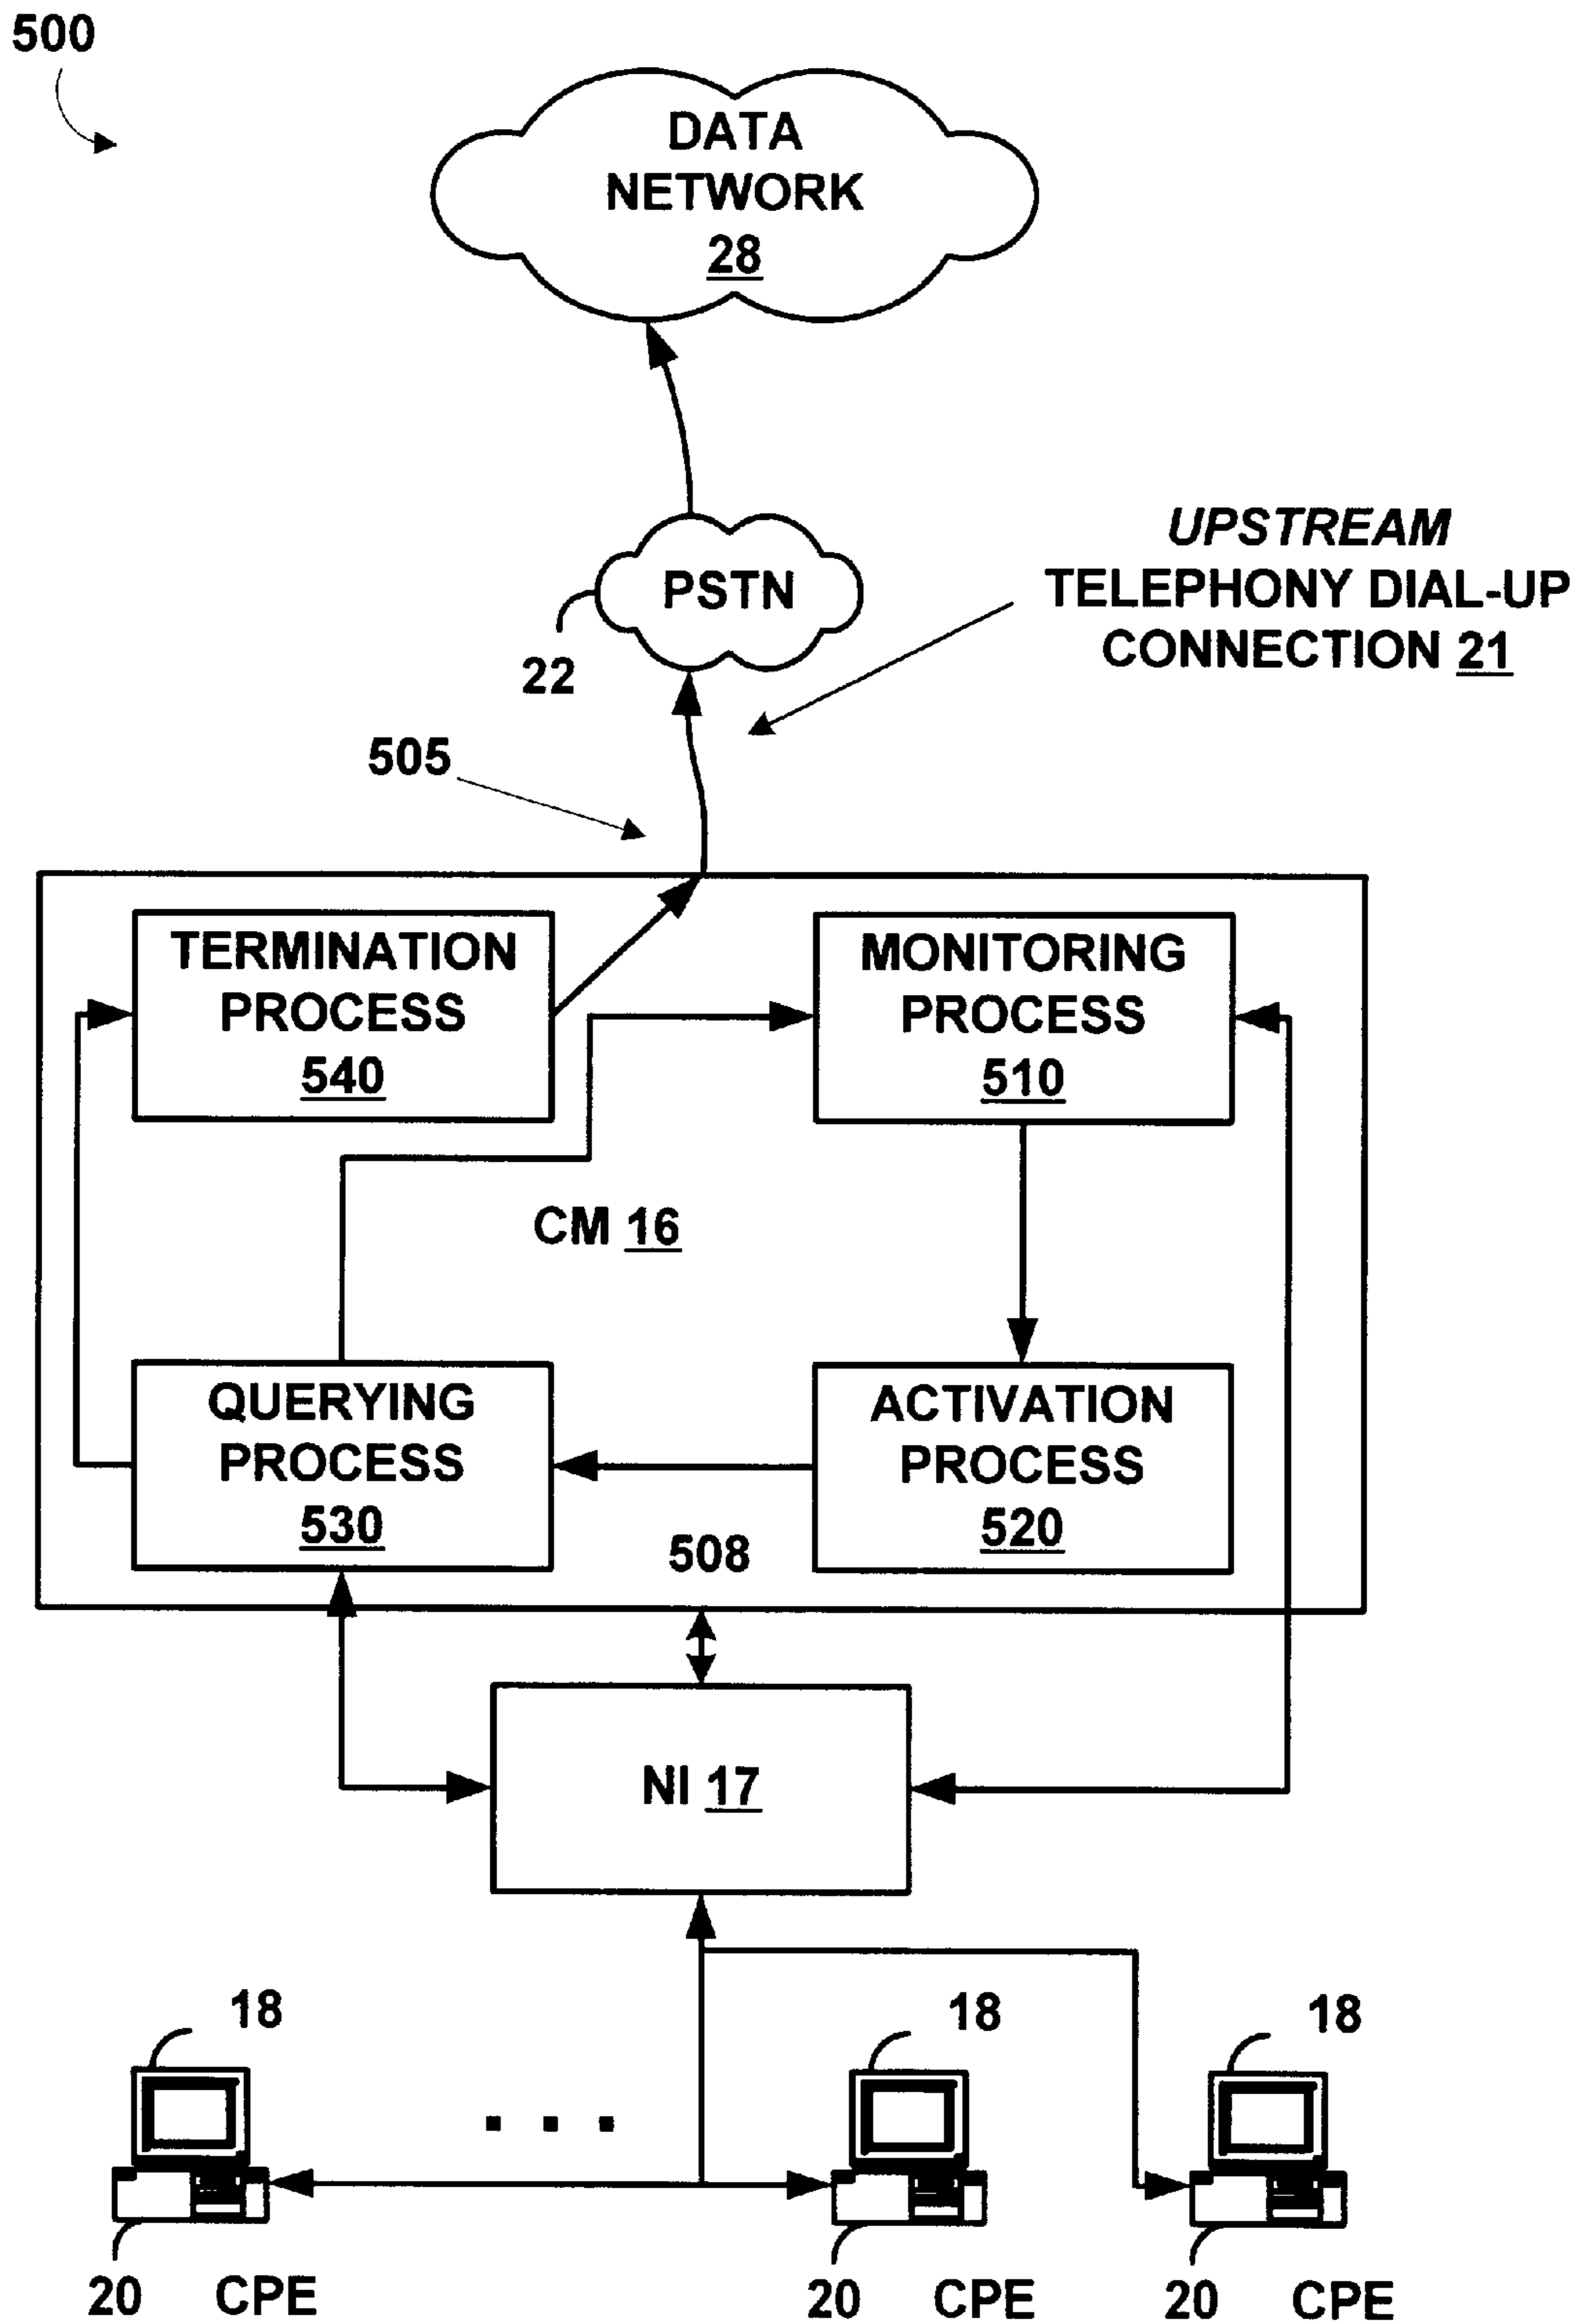 500
DATA
NETWORK
28
UPSTREAM
TELEPHONY DIAL-UP
CONNECTION 21
PSTN
22
505
TERMINATION
PROCESS
540
MONITORING
PROCESS
510
CM 16
QUERYING
PROCESS
530
ACTIVATION
PROCESS
520
508
NI 17
18
18
18
20 CPE
20 CPE
20 CPE